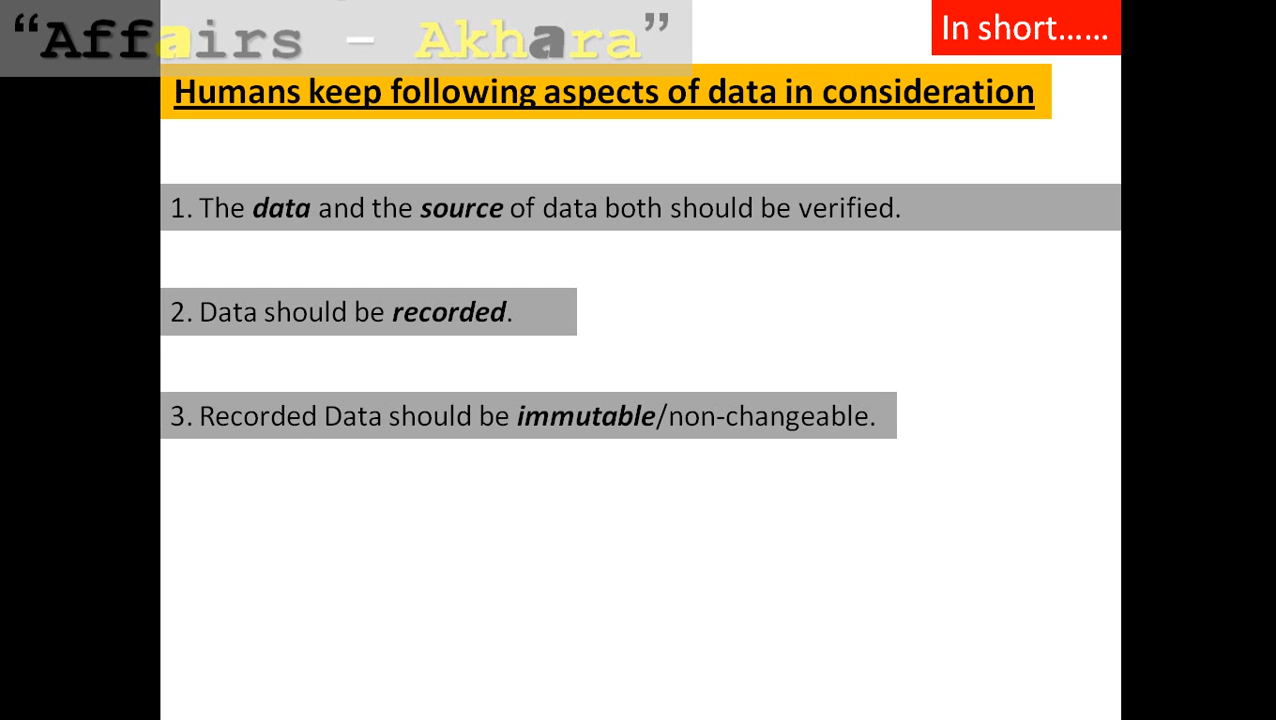 “Affairs – Akhara”
In short……
Humans keep following aspects of data in consideration
1. The data and the source of data both should be verified.
2. Data should be recorded.
3. Recorded Data should be immutable/non-changeable.